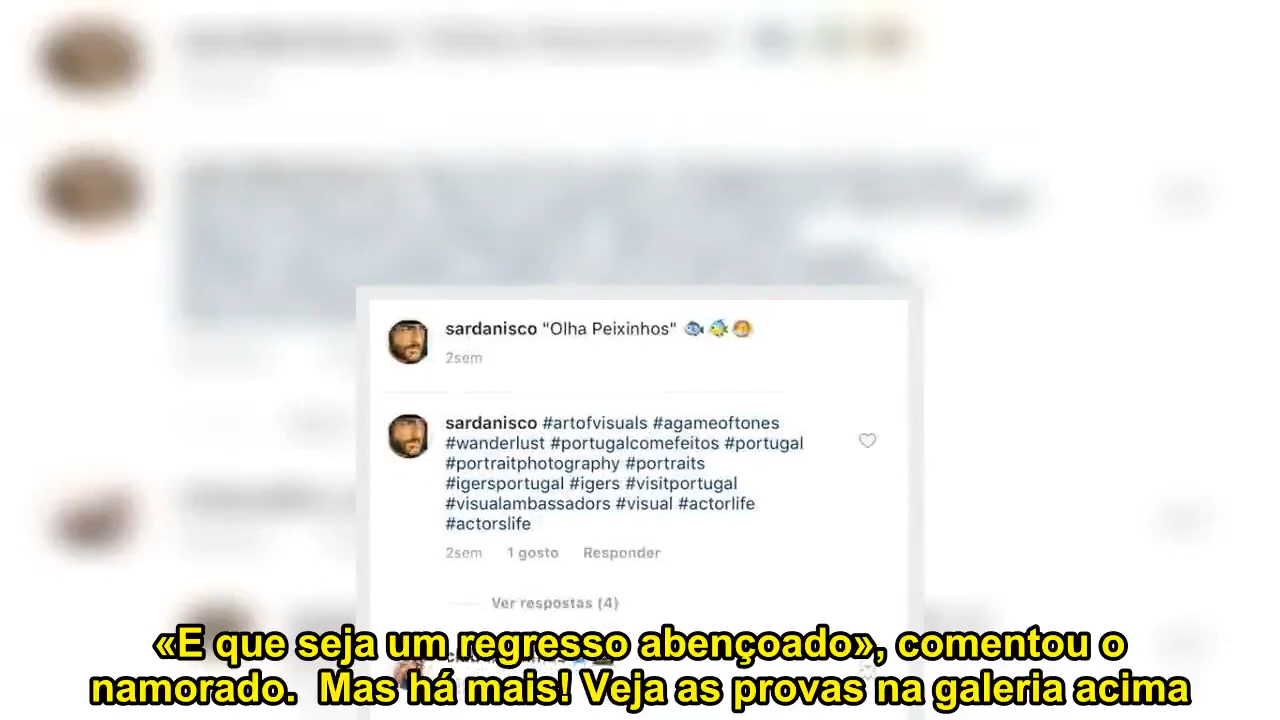 sardanisco "Olha Peixinhos" 🐟 🐠 🐡
2sem
sardanisco #artofvisuals #agameoftones
#wanderlust #portugalcomefeitos #portugal
#portraitphotography #portraits
#igersportugal #igers #visitportugal
#visualambassadors #visual #actorlife
#actorslife
2sem 1 gosto Responder
Ver respostas (4)
«E que seja um regresso abençoado», comentou o
namorado. Mas há mais! Veja as provas na galeria acima